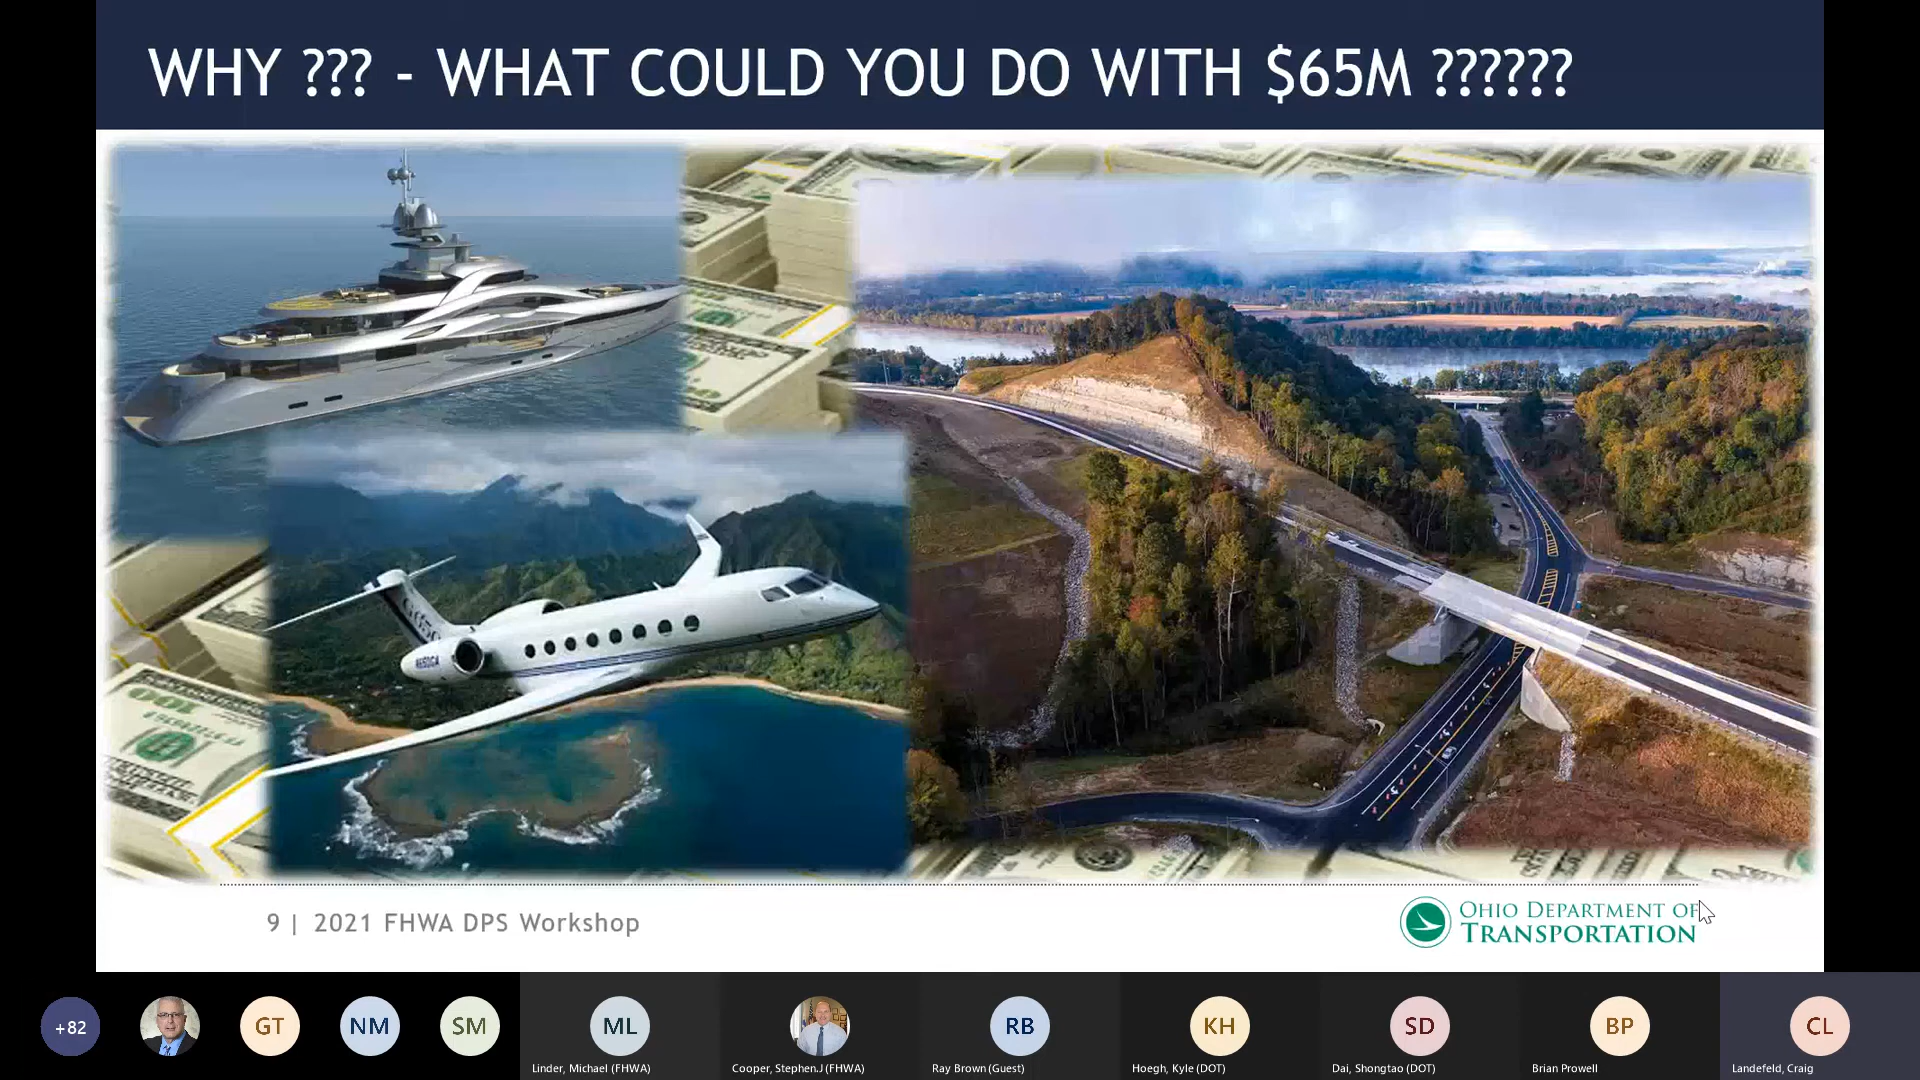 WHY ??? - WHAT COULD YOU DO WITH $65M ??????
N650GA
9 | 2021 FHWA DPS Workshop
OHIO DEPARTMENT OF
TRANSPORTATION
+82
GT
NM
SM
ML
RB
KH
SD
BP
CL
Linder, Michael (FHWA)
Cooper, Stephen.J (FHWA)
Ray Brown (Guest)
Hoegh, Kyle (DOT)
Dai, Shongtao (DOT)
Brian Prowell
Landefeld, Craig